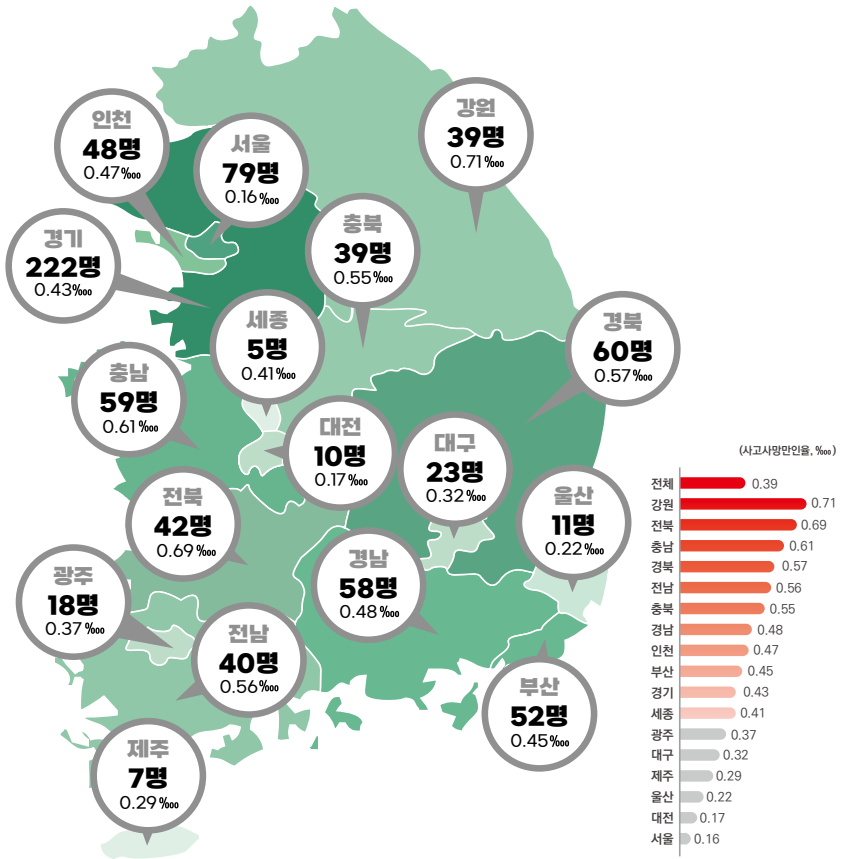 인천
48명
0.47‱
서울
79명
0.16‱
강원
39명
0.71‱
경기
222명
0.43‱
충북
39명
0.55‱
세종
5명
0.41‱
경북
60명
0.57‱
충남
59명
0.61‱
대전
10명
0.17‱
대구
23명
0.32‱
전북
42명
0.69‱
울산
11명
0.22‱
경남
58명
0.48‱
광주
18명
0.37‱
전남
40명
0.56‱
부산
52명
0.45‱
제주
7명
0.29‱
(사고사망만인율, ‱)
전체 0.39
강원 0.71
전북 0.69
충남 0.61
경북 0.57
전남 0.56
충북 0.55
경남 0.48
인천 0.47
부산 0.45
경기 0.43
세종 0.41
광주 0.37
대구 0.32
제주 0.29
울산 0.22
대전 0.17
서울 0.16